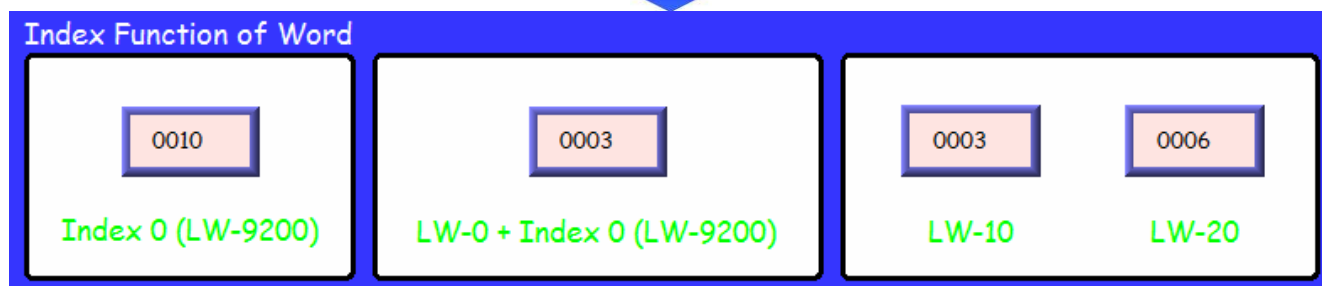 Index Function of Word
0010
0003
0003 0006
Index 0 (LW-9200)
LW-0 + Index 0 (LW-9200)
LW-10 LW-20